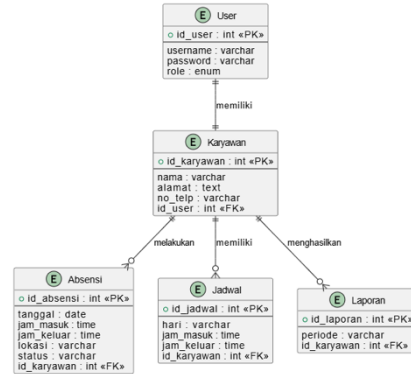 E User
id_user : int «PK»
username : varchar
password : varchar
role : enum
memiliki
E Karyawan
id_karyawan : int «PK»
nama : varchar
alamat : text
no_telp : varchar
id_user : int «FK»
melakukan
memiliki
menghasilkan
E Absensi
id_absensi : int «PK»
tanggal : date
jam_masuk : time
jam_keluar : time
lokasi : varchar
status : varchar
id_karyawan : int «FK»
E Jadwal
id_jadwal : int «PK»
hari : varchar
jam_masuk : time
jam_keluar : time
id_karyawan : int «FK»
E Laporan
id_laporan : int «PK»
periode : varchar
id_karyawan : int «FK»